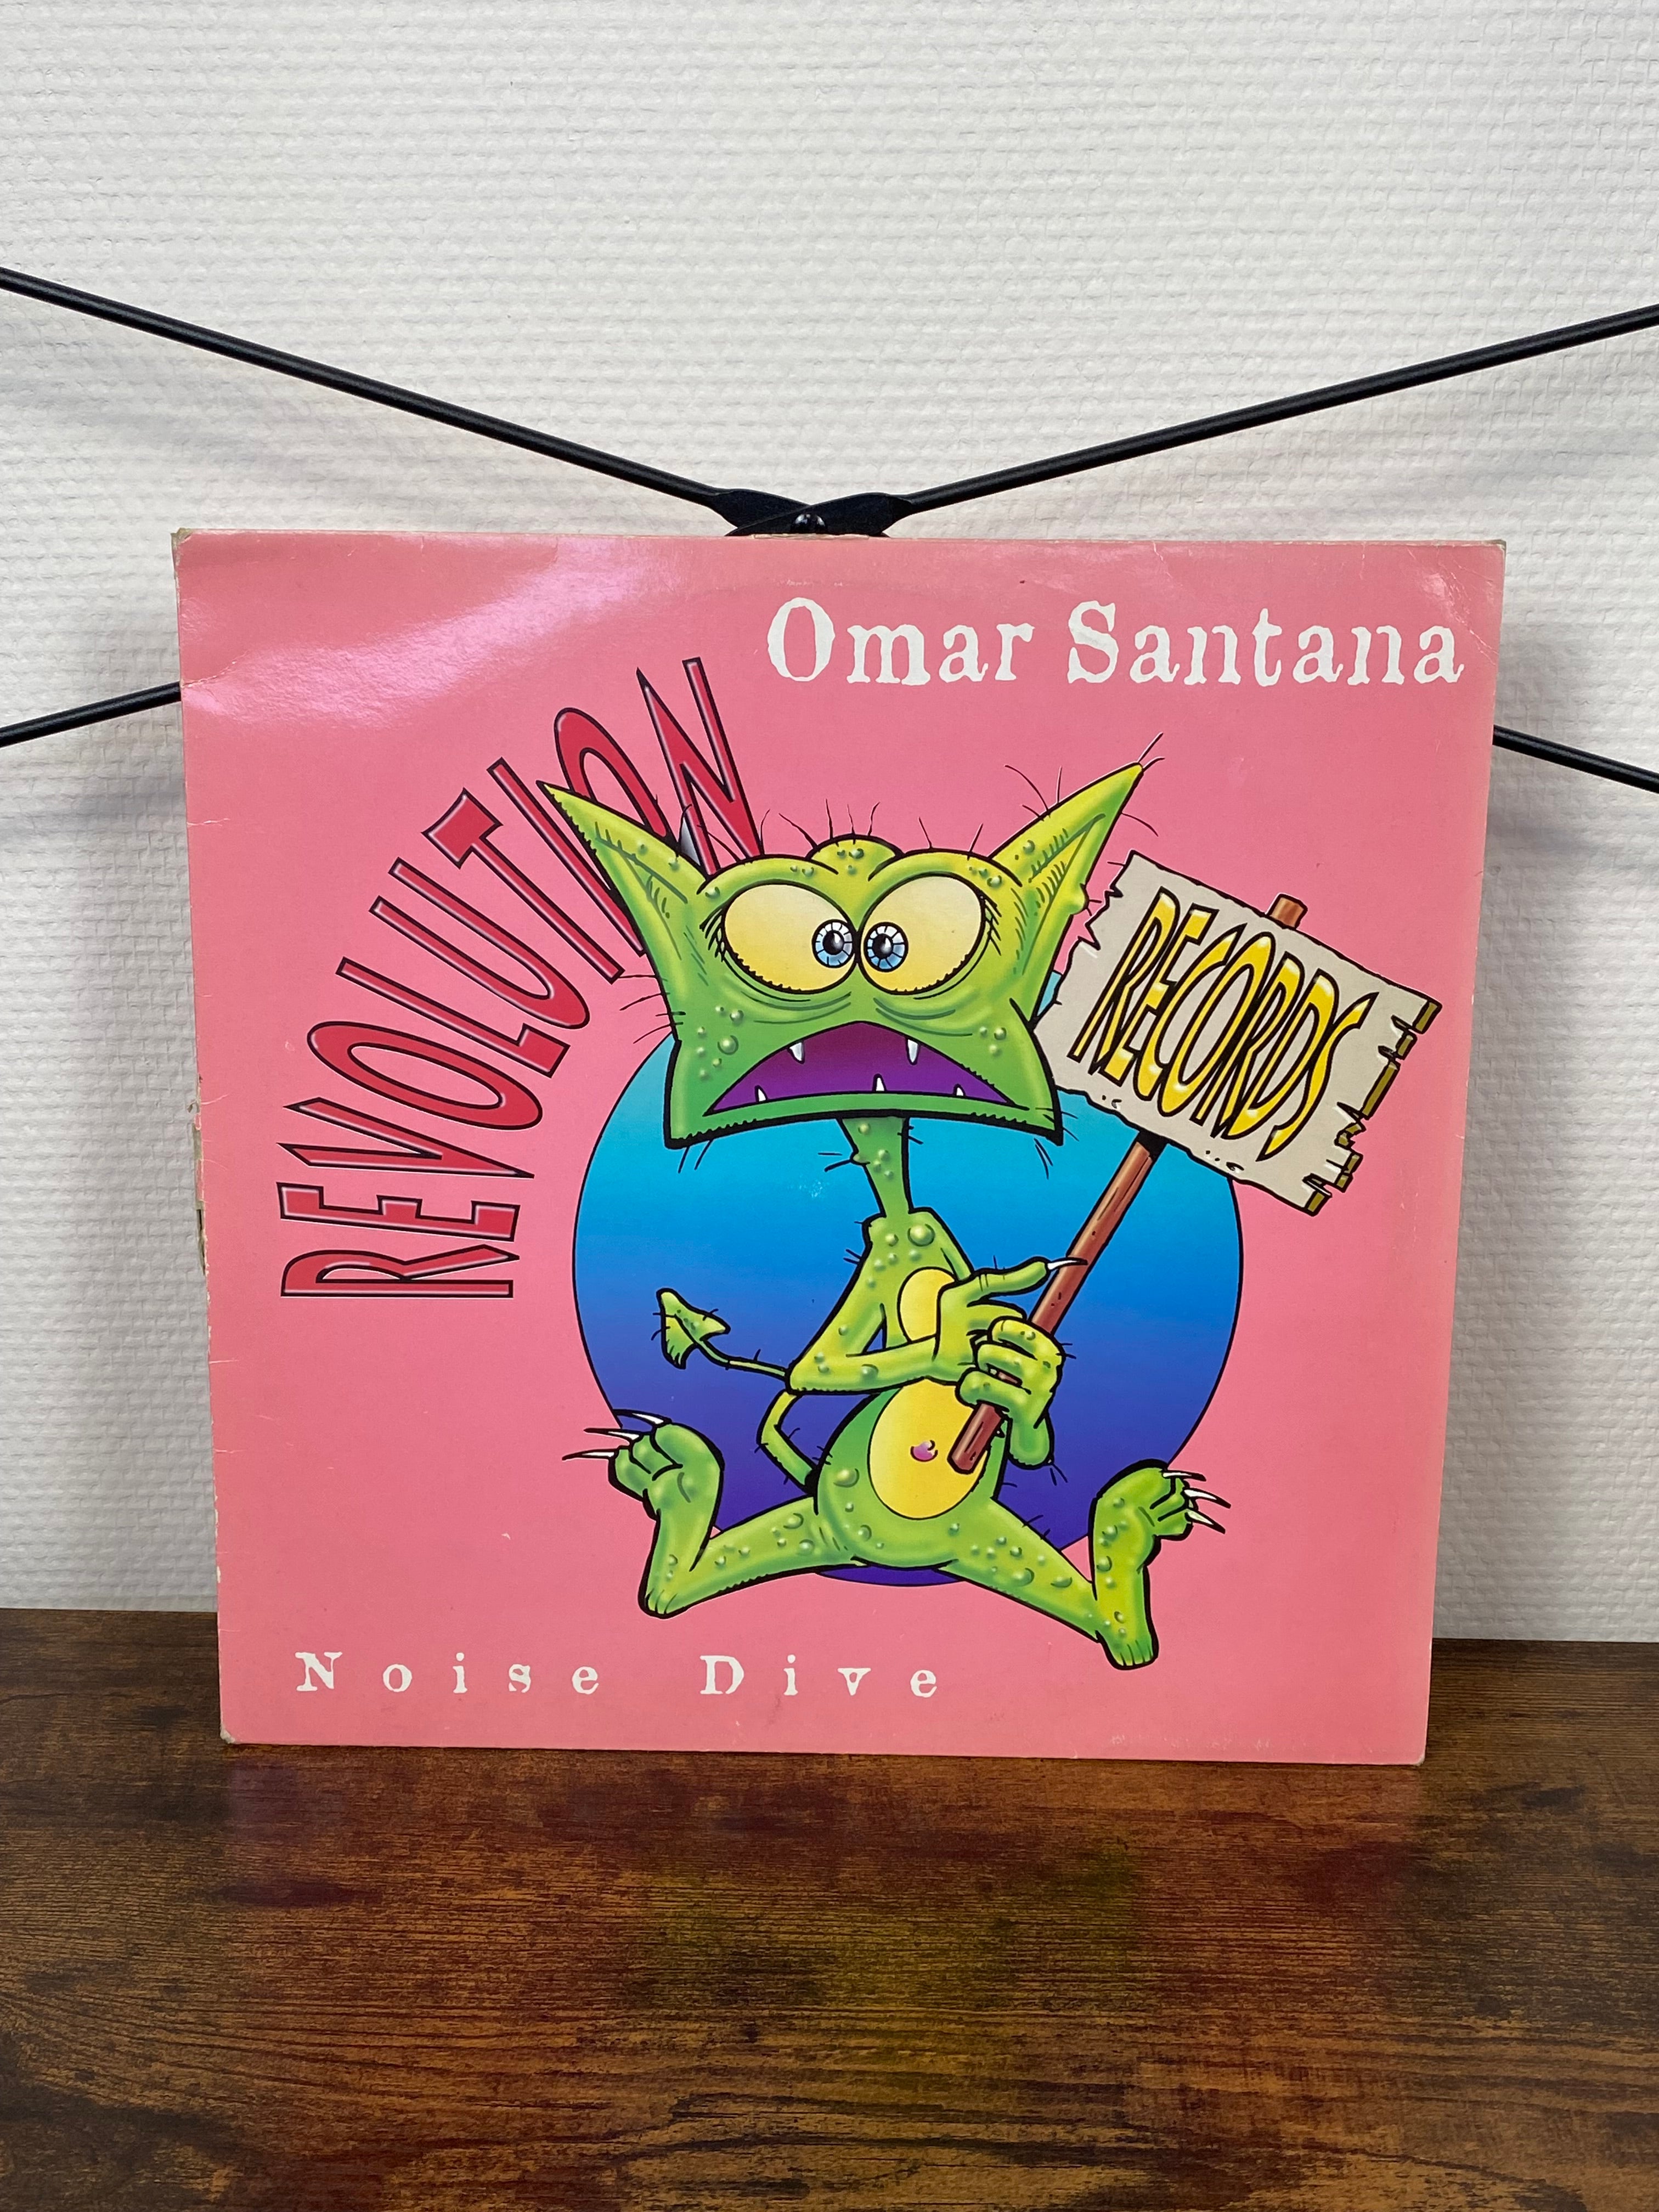 Omar Santana
REVOLUTION
RECORDS
Noise Dive